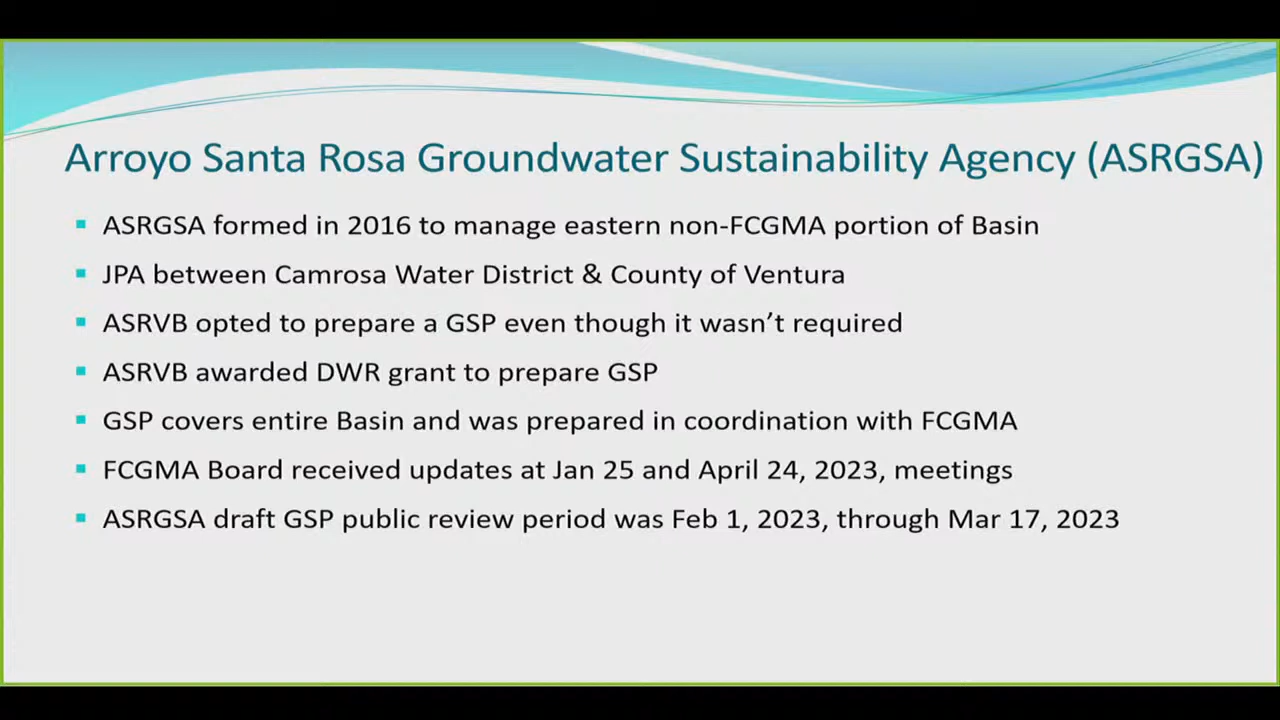 Arroyo Santa Rosa Groundwater Sustainability Agency (ASRGSA)
▪ ASRGSA formed in 2016 to manage eastern non-FCGMA portion of Basin
▪ JPA between Camrosa Water District & County of Ventura
▪ ASRVB opted to prepare a GSP even though it wasn’t required
▪ ASRVB awarded DWR grant to prepare GSP
▪ GSP covers entire Basin and was prepared in coordination with FCGMA
▪ FCGMA Board received updates at Jan 25 and April 24, 2023, meetings
▪ ASRGSA draft GSP public review period was Feb 1, 2023, through Mar 17, 2023